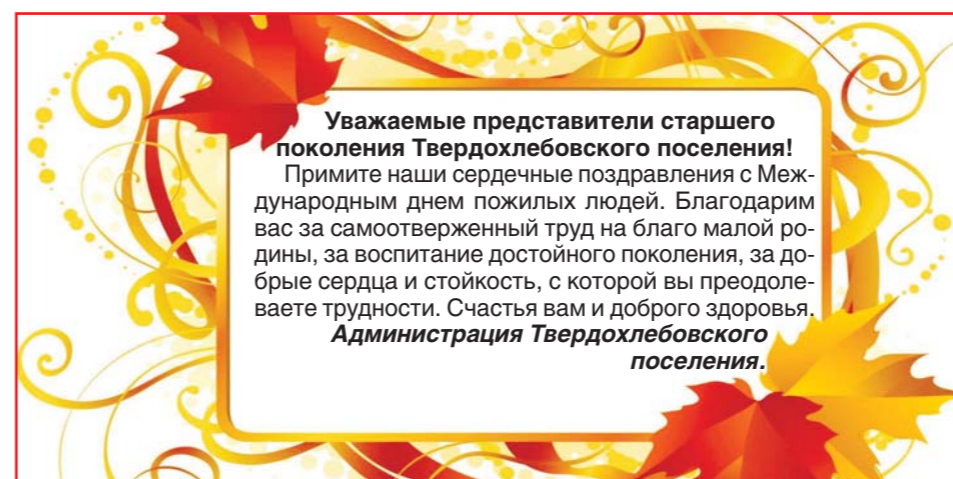 Уважаемые представители старшего
поколения Твердохлебовского поселения!
Примите наши сердечные поздравления с Меж-
дународным днем пожилых людей. Благодарим
вас за самоотверженный труд на благо малой ро-
дины, за воспитание достойного поколения, за до-
брые сердца и стойкость, с которой вы преодоле-
ваете трудности. Счастья вам и доброго здоровья.
Администрация Твердохлебовского
поселения.